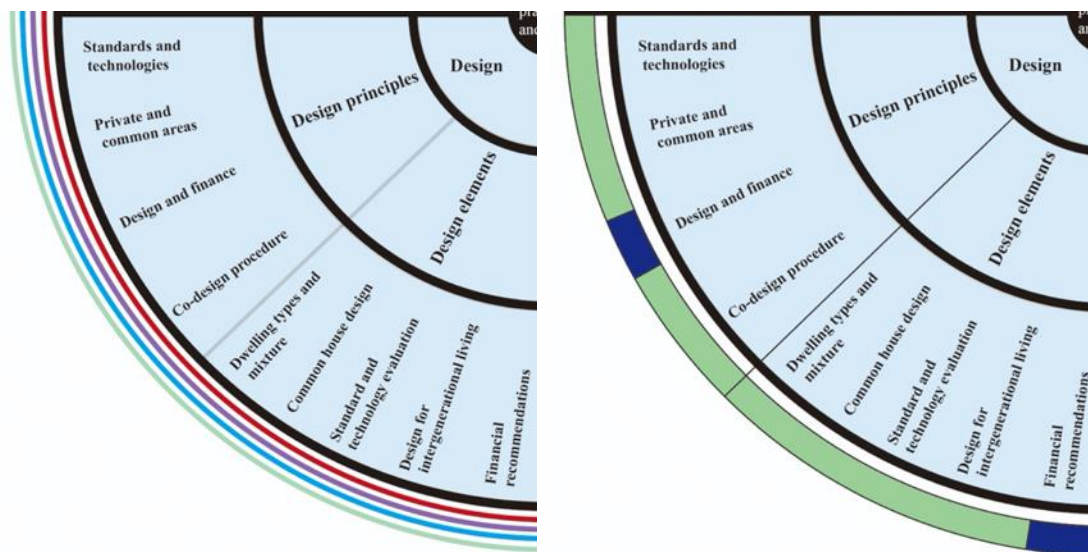 Standards and
technologies
Private and
common areas
Design and finance
Co-design procedure
Design principles
Design
Design elements
Dwelling types and
mixture
Common house design
Standard and
technology evaluation
Design for
intergenerational living
Financial
recommendations
Standards and
technologies
Private and
common areas
Design and finance
Co-design procedure
Design principles
Design
Design elements
Dwelling types and
mixture
Common house design
Standard and
technology evaluation
Design for
intergenerational living
Financial
recommendations